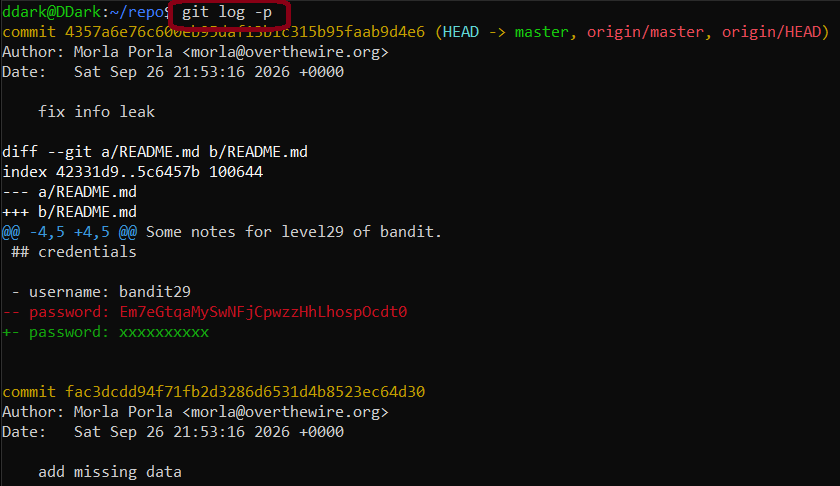 ddark@DDark:~/repo$ git log -p
(HEAD -> master, origin/master, origin/HEAD)
Author: Morla Porla <morla@overthewire.org>
Date:   Sat Sep 26 21:53:16 2026 +0000
    fix info leak
diff --git a/README.md b/README.md
index 42331d9..5c6457b 100644
--- a/README.md
+++ b/README.md
@@ -4,5 +4,5 @@ Some notes for level29 of bandit.
 ## credentials
 - username: bandit29
-- password: Em7eGtqaMySwNFjCpwzzHhLhospOcdt0
+- password: xxxxxxxxxx
commit fac3dcdd94f71fb2d3286d6531d4b8523ec64d30
Author: Morla Porla <morla@overthewire.org>
Date:   Sat Sep 26 21:53:16 2026 +0000
    add missing data